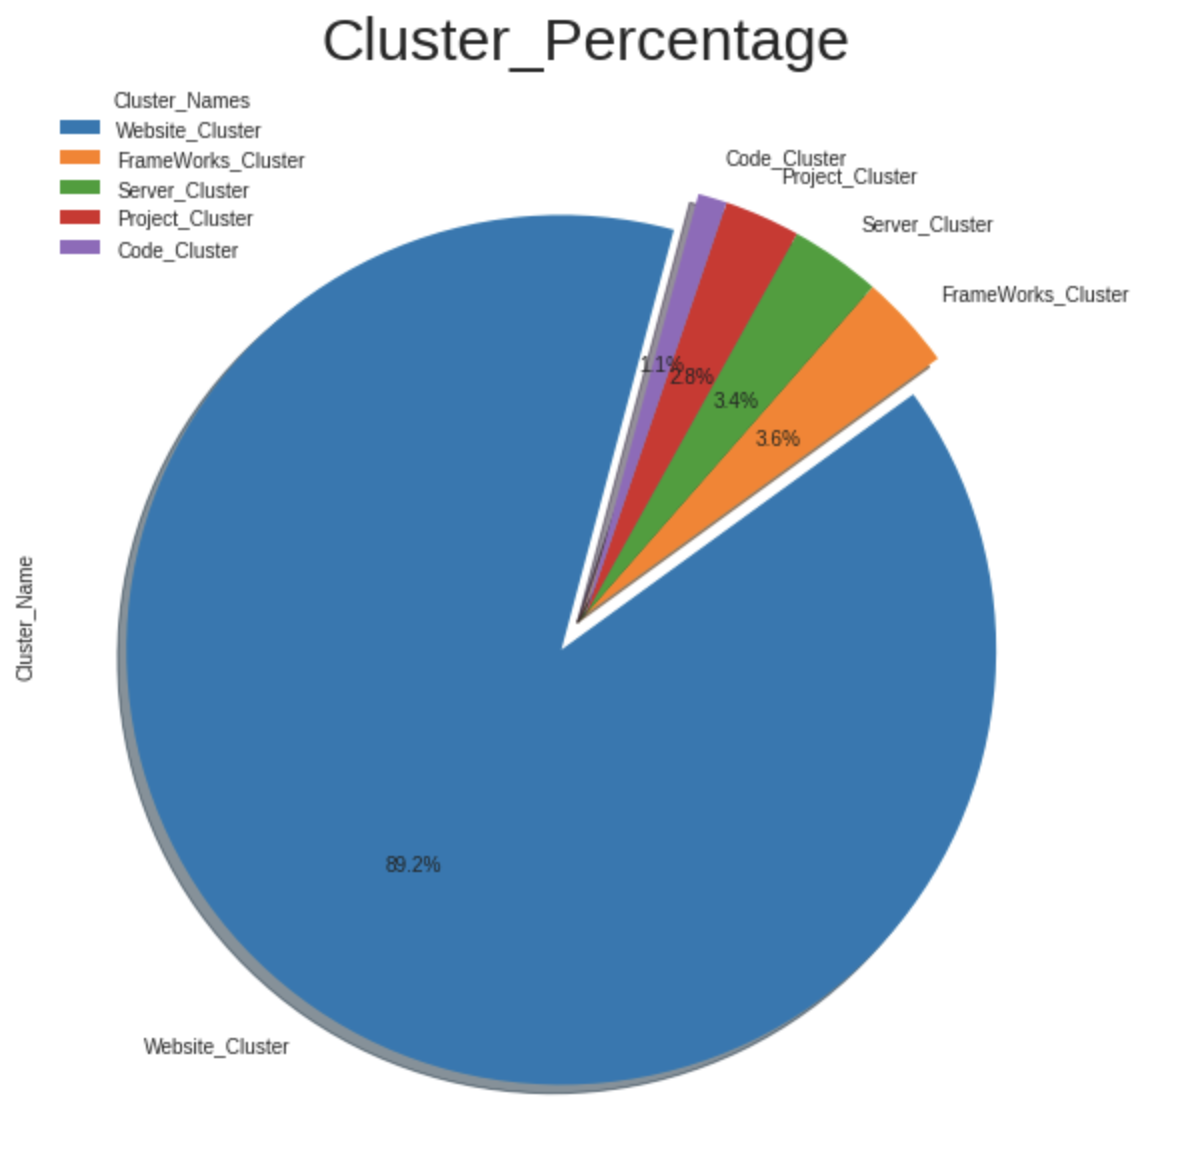 Cluster_Percentage
Cluster_Names
Website_Cluster
FrameWorks_Cluster
Server_Cluster
Project_Cluster
Code_Cluster
Code_Cluster
Project_Cluster
Server_Cluster
FrameWorks_Cluster
1.1%
2.8%
3.4%
3.6%
Cluster_Name
89.2%
Website_Cluster